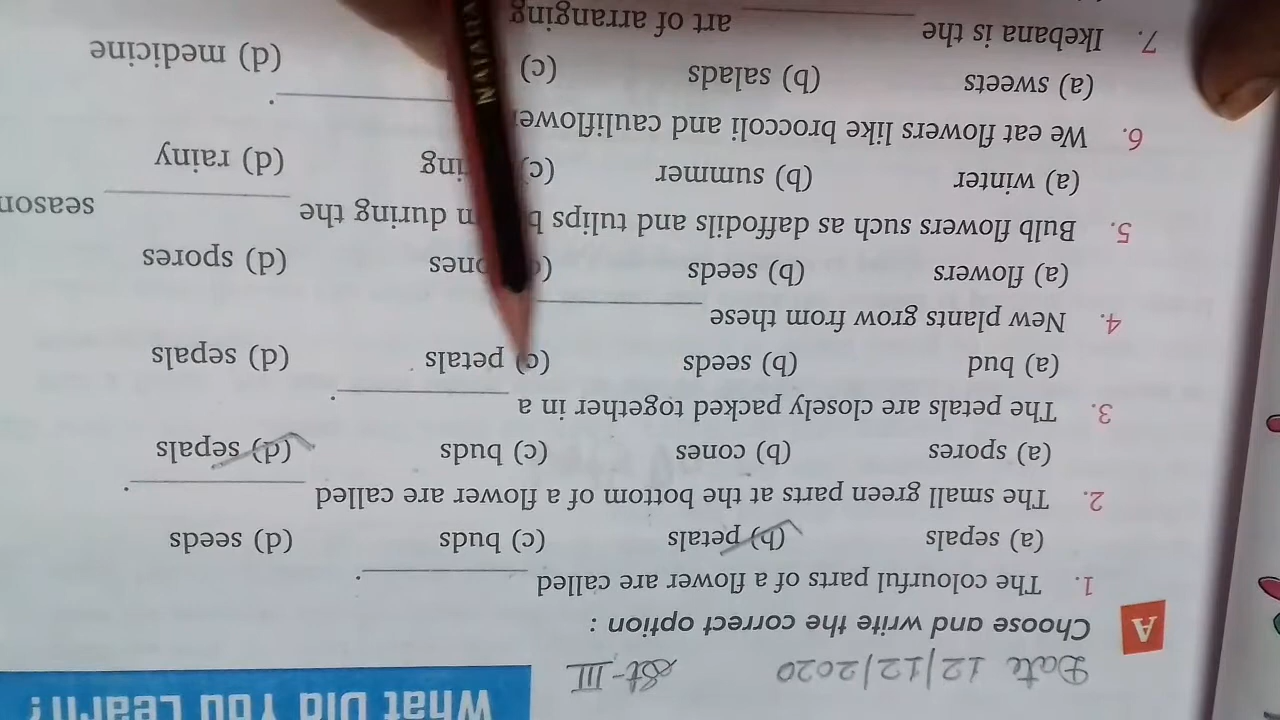 What Did You Learn?
Date 12/12/2020 St-III
A Choose and write the correct option :
1. The colourful parts of a flower are called ________.
(a) sepals (b) petals (c) buds (d) seeds
2. The small green parts at the bottom of a flower are called ________.
(a) spores (b) cones (c) buds (d) sepals
3. The petals are closely packed together in a ________.
(a) bud (b) seeds (c) petals (d) sepals
4. New plants grow from these ________
(a) flowers (b) seeds ones (d) spores
5. Bulb flowers such as daffodils and tulips during the ________ season
(a) winter (b) summer (c) ing (d) rainy
6. We eat flowers like broccoli and cauliflower ________.
(a) sweets (b) salads (c) (d) medicine
7. Ikebana is the ________ art of arranging
NATARA